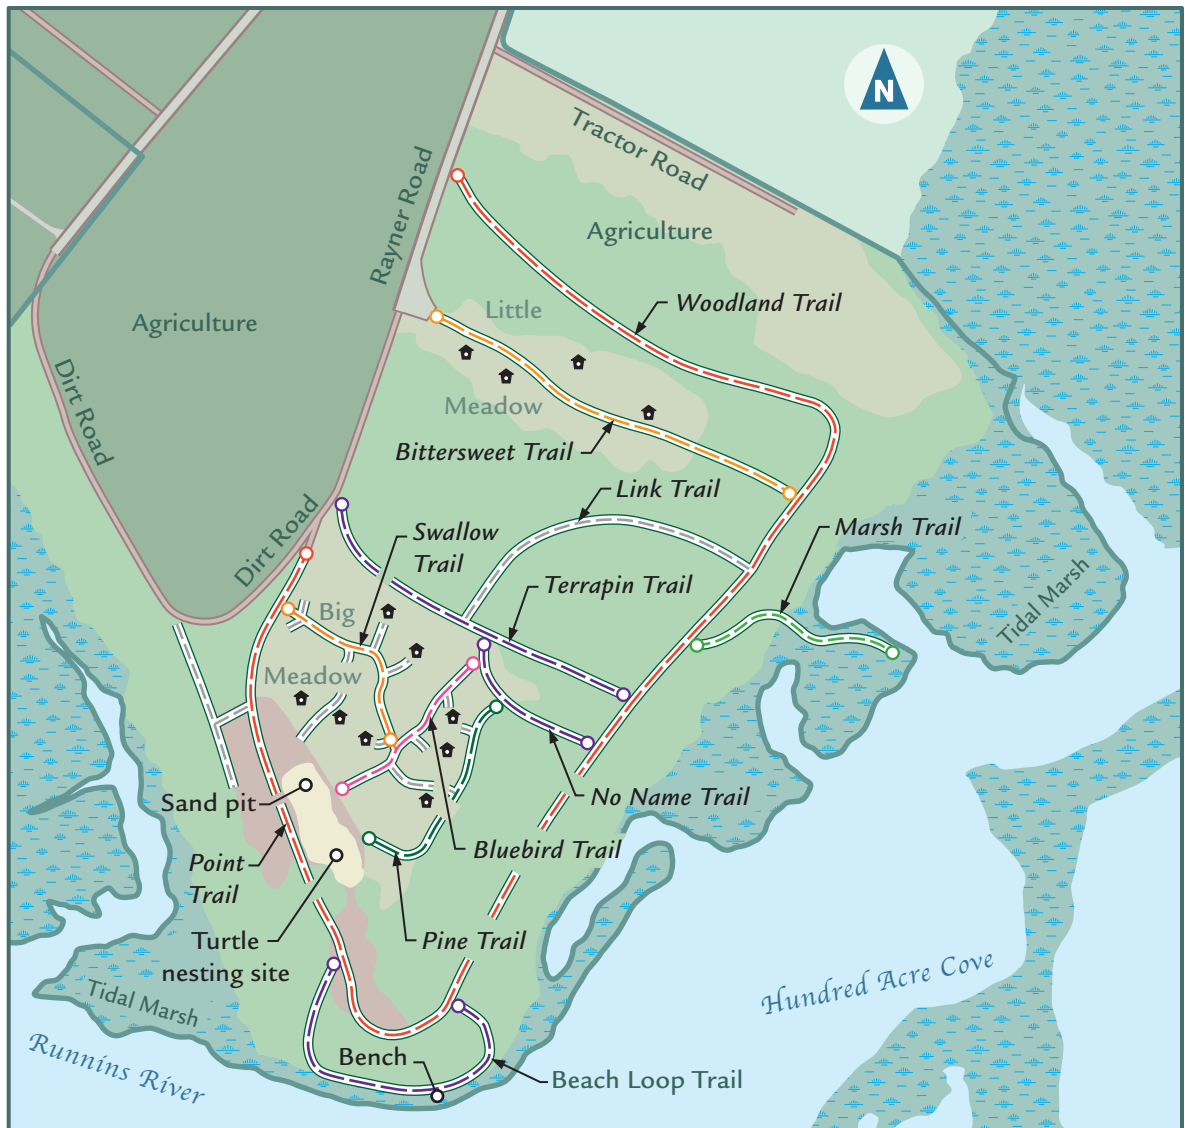 N
Tractor Road
Rayner Road
Agriculture
Woodland Trail
Little
Meadow
Agriculture
Dirt Road
Bittersweet Trail
Link Trail
Swallow
Trail
Marsh Trail
Dirt Road
Terrapin Trail
Tidal Marsh
Big
Meadow
No Name Trail
Sand pit
Bluebird Trail
Point
Trail
Pine Trail
Turtle
nesting site
Tidal Marsh
Hundred Acre Cove
Runnins River
Bench
Beach Loop Trail